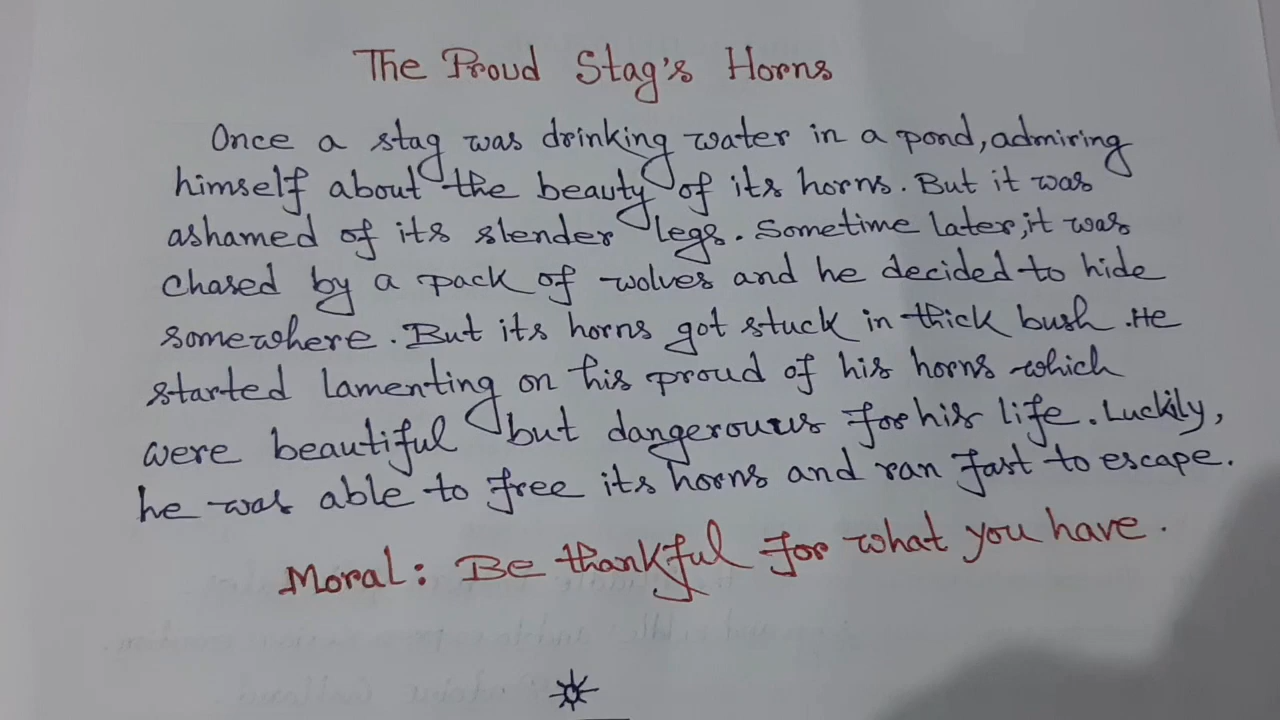 The Proud Stag's Horns
Once a stag was drinking water in a pond, admiring
himself about the beauty of its horns. But it was
ashamed of its slender legs. Sometime later, it was
chased by a pack of wolves and he decided to hide
somewhere. But its horns got stuck in thick bush. He
started lamenting on his proud of his horns which
were beautiful but dangerouus for his life. Luckily,
he was able to free its horns and ran fast to escape.
Moral: Be thankful for what you have.